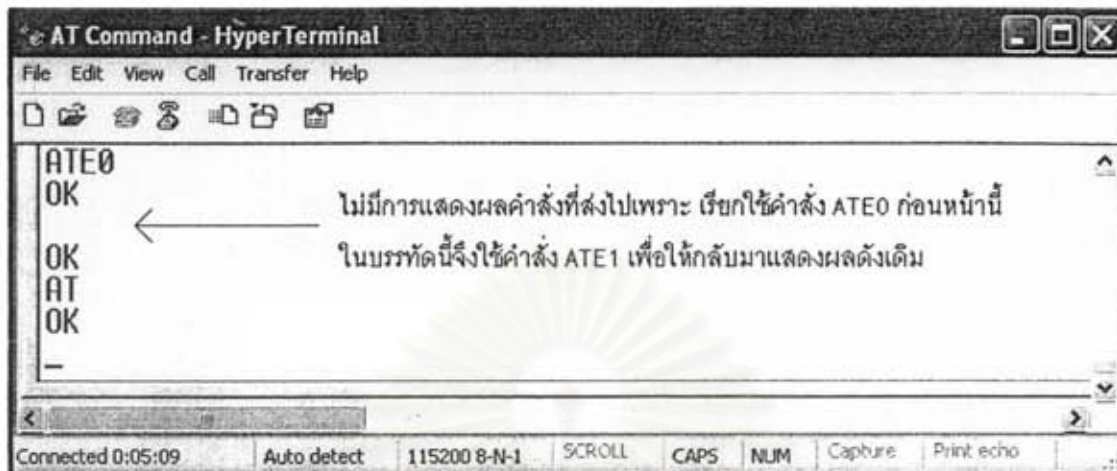 AT Command - HyperTerminal
File Edit View Call Transfer Help
ATE0
OK
ไม่มีการแสดงผลคำสั่งที่ส่งไปเพราะ เรียกใช้คำสั่ง ATE0 ก่อนหน้านี้
OK
ในบรรทัดนี้จึงใช้คำสั่ง ATE1 เพื่อให้กลับมาแสดงผลดังเดิม
AT
OK
Connected 0:05:09 Auto detect 115200 8-N-1 SCROLL CAPS NUM Capture Print echo